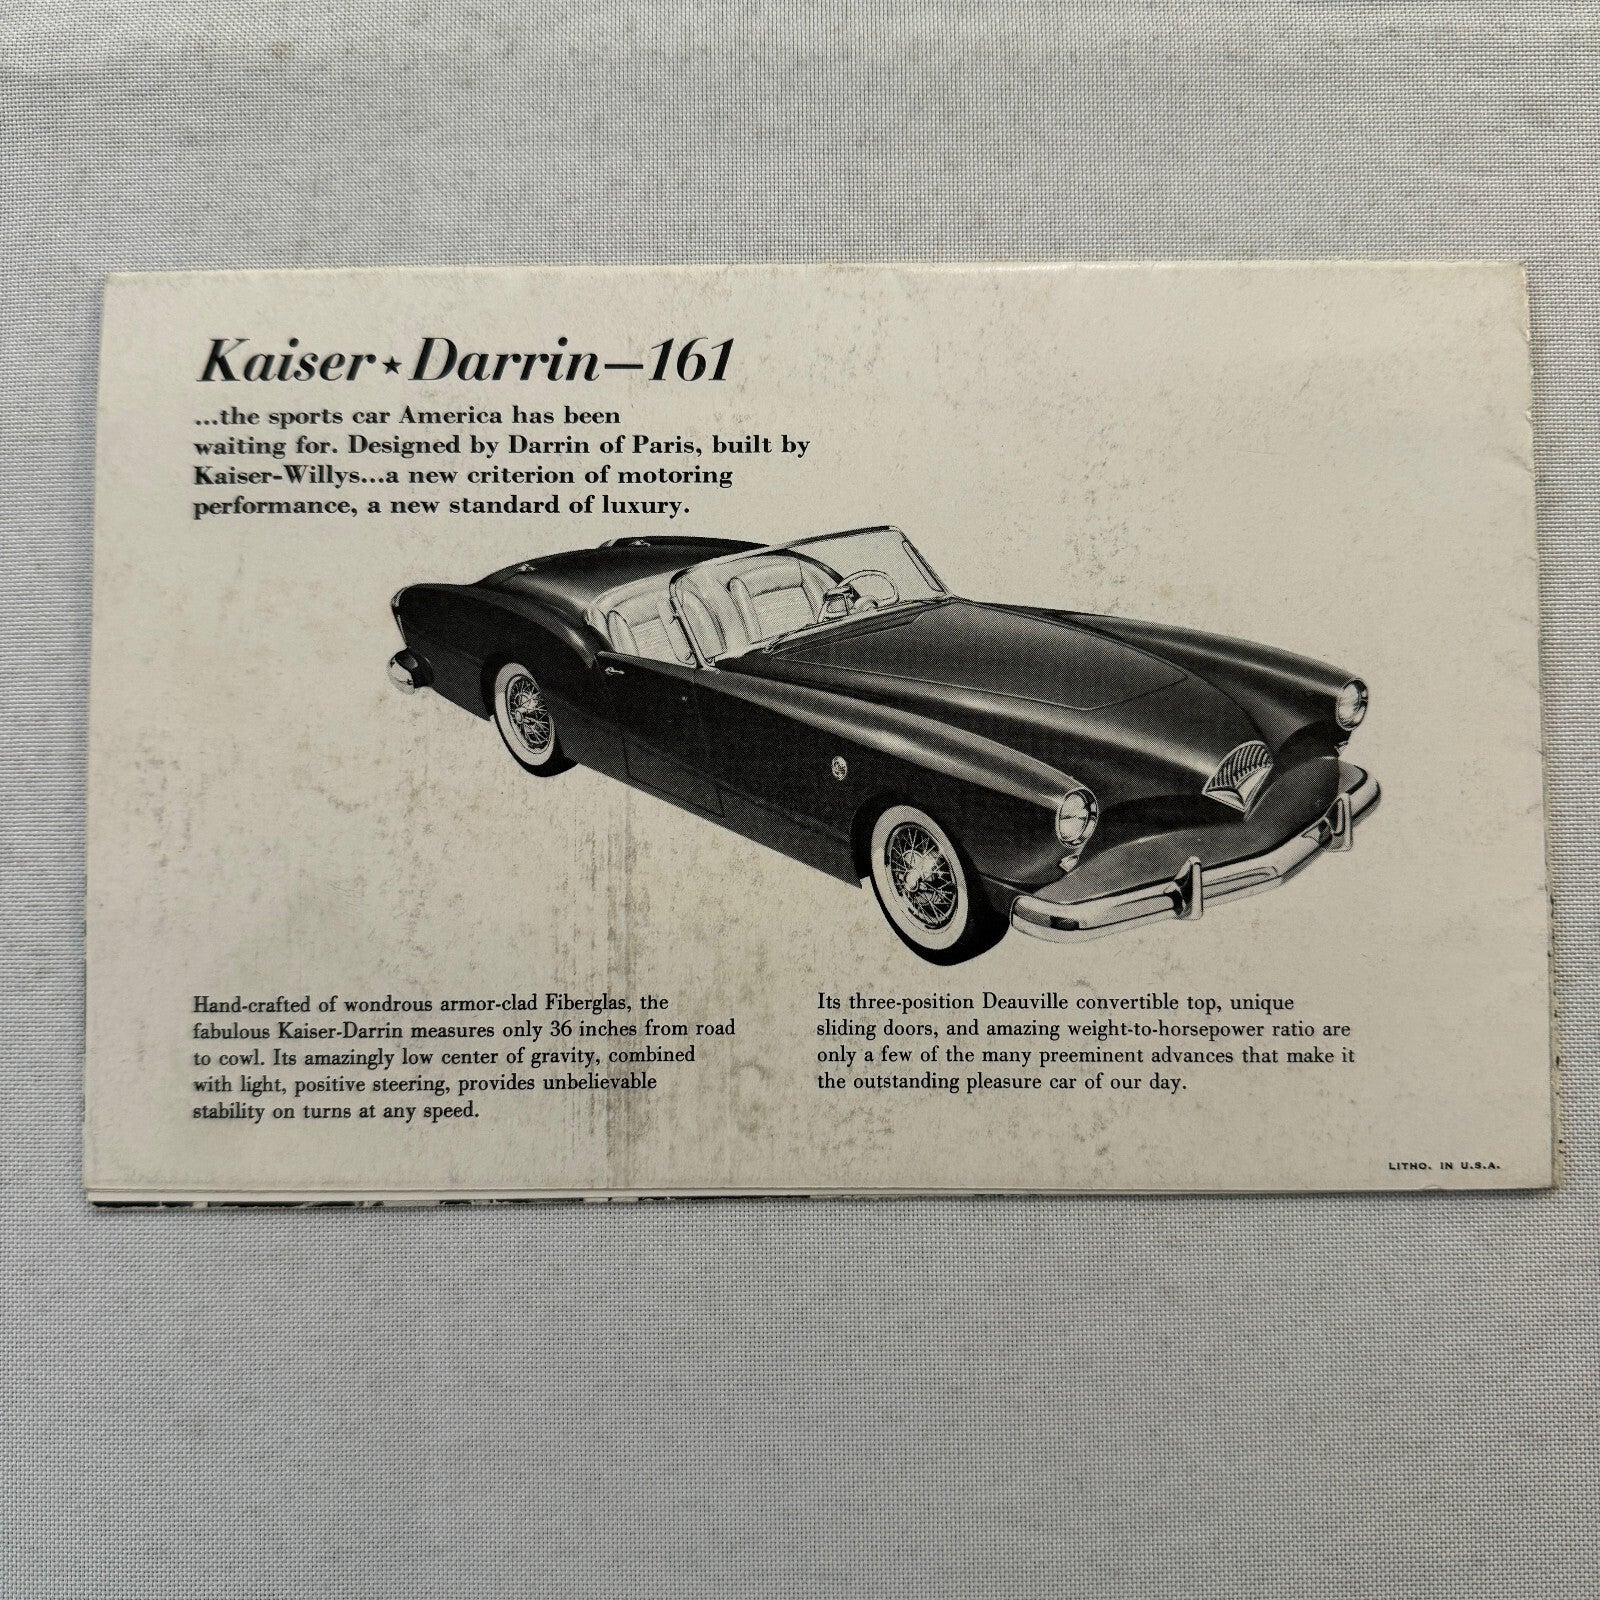 Kaiser★Darrin—161
...the sports car America has been
waiting for. Designed by Darrin of Paris, built by
Kaiser-Willys...a new criterion of motoring
performance, a new standard of luxury.
Hand-crafted of wondrous armor-clad Fiberglas, the
fabulous Kaiser-Darrin measures only 36 inches from road
to cowl. Its amazingly low center of gravity, combined
with light, positive steering, provides unbelievable
stability on turns at any speed.
Its three-position Deauville convertible top, unique
sliding doors, and amazing weight-to-horsepower ratio are
only a few of the many preeminent advances that make it
the outstanding pleasure car of our day.
LITHO. IN U.S.A.